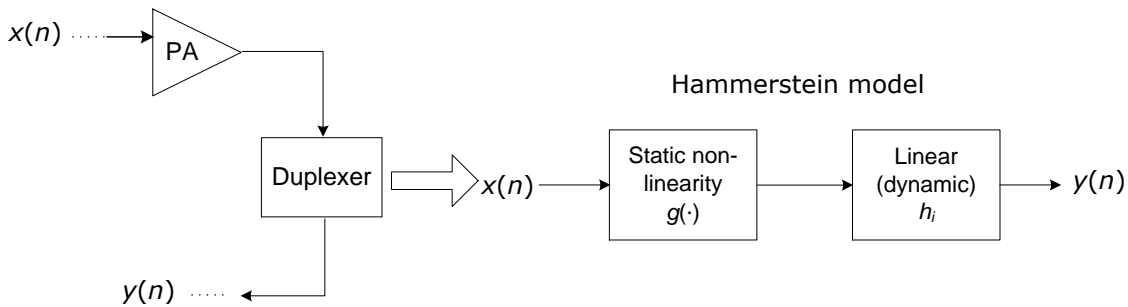 x(n)
PA
Hammerstein model
Duplexer
x(n)
Static non-
linearity
g(·)
Linear
(dynamic)
hᵢ
y(n)
y(n)